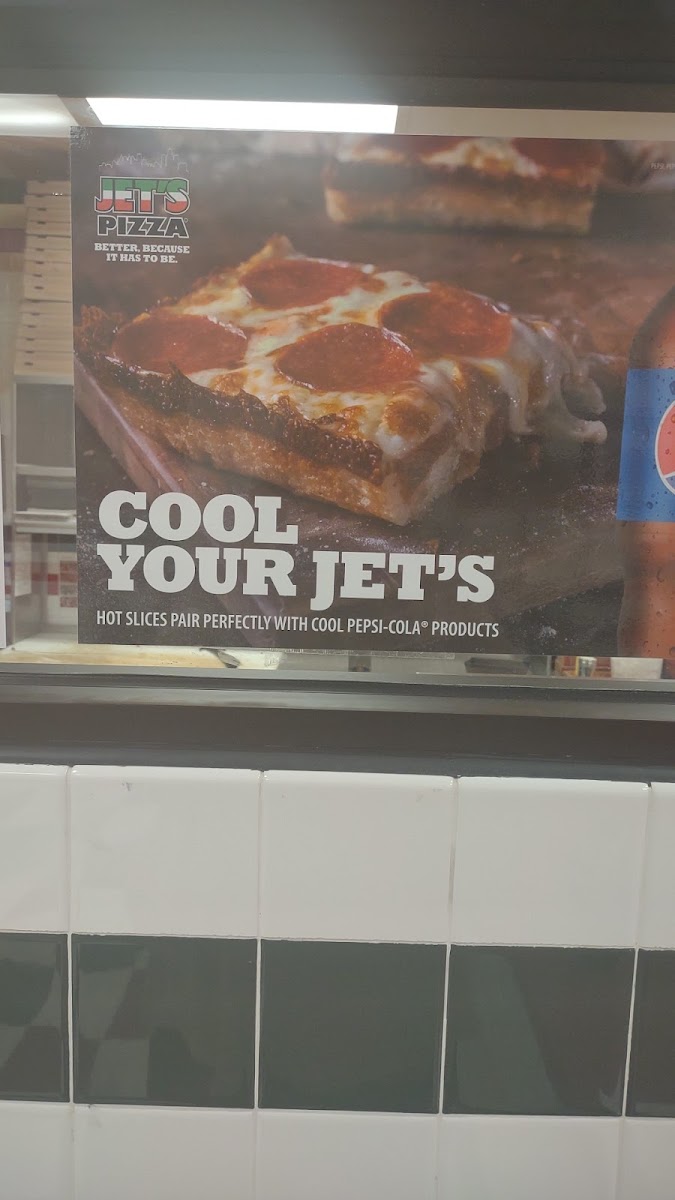 JET'S
PIZZA
BETTER. BECAUSE
IT HAS TO BE.
COOL
YOUR JET'S
HOT SLICES PAIR PERFECTLY WITH COOL PEPSI-COLA® PRODUCTS